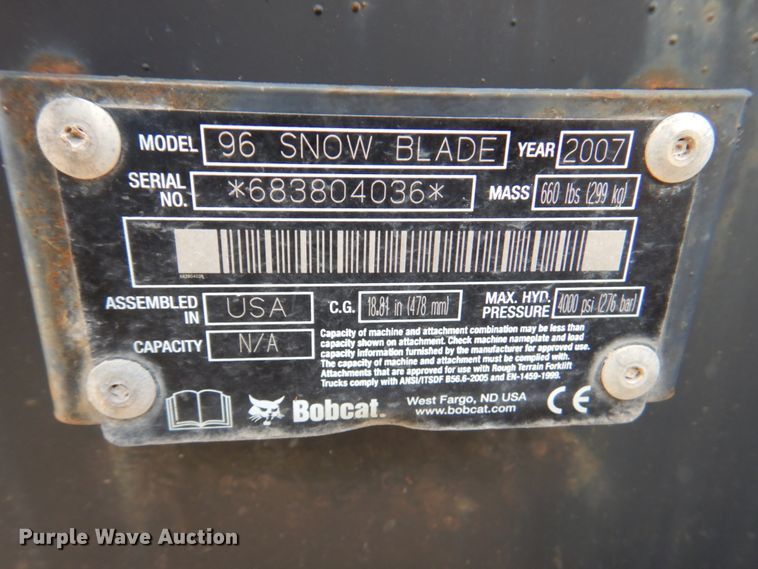 MODEL 96 SNOW BLADE YEAR 2007
SERIAL NO. *683804036* MASS 660 lbs (299 kg)
683804036
ASSEMBLED IN USA C.G. 18.81 in (478 mm) MAX. HYD. PRESSURE 4000 psi (276 bar)
CAPACITY N/A
Capacity of machine and attachment combination may be less than
capacity shown on attachment. Check machine nameplate and load
capacity information furnished by the manufacturer for approved use.
The capacity of machine and attachment must be complied with.
Attachments that are approved for use with Rough Terrain Forklift
Trucks comply with ANSI/ITSDF B56.6-2005 and EN-1459-1999.
Bobcat. West Fargo, ND USA
www.bobcat.com
CE
Purple Wave Auction